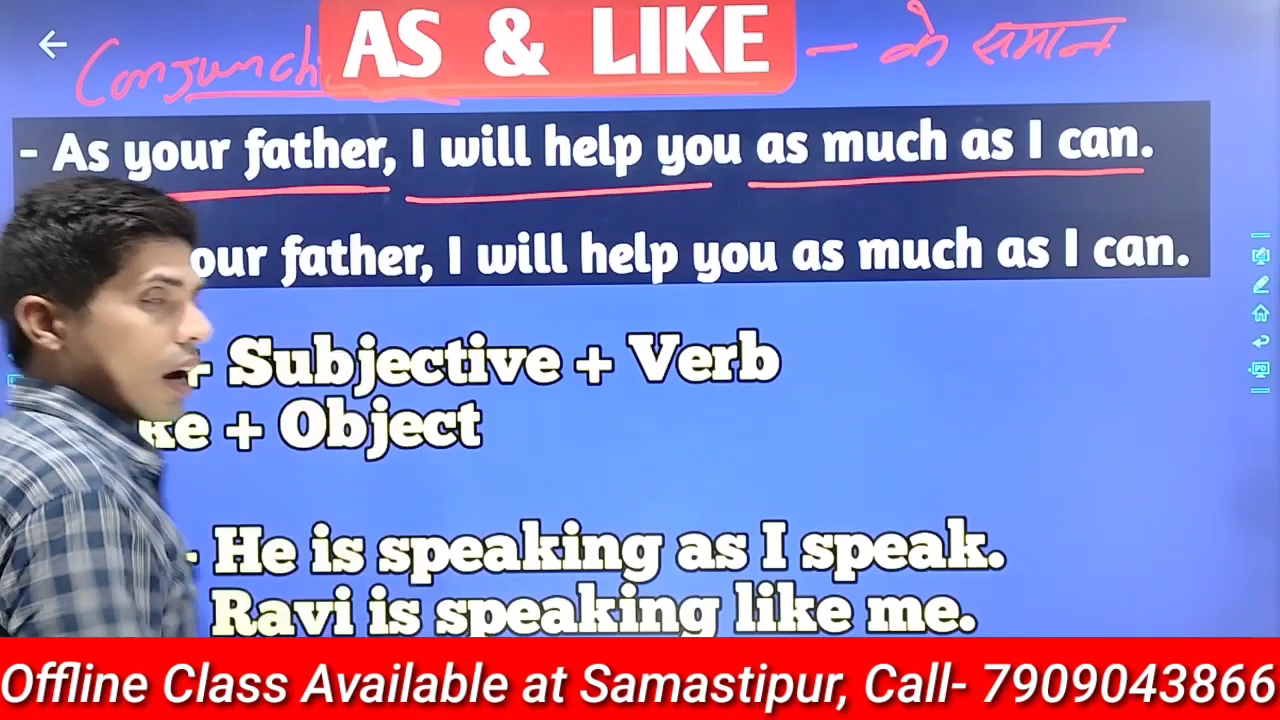 AS & LIKE
Conjuncti
– के समान
- As your father, I will help you as much as I can.
our father, I will help you as much as I can.
+ Subjective + Verb
ke + Object
- He is speaking as I speak.
Ravi is speaking like me.
Offline Class Available at Samastipur, Call- 7909043866